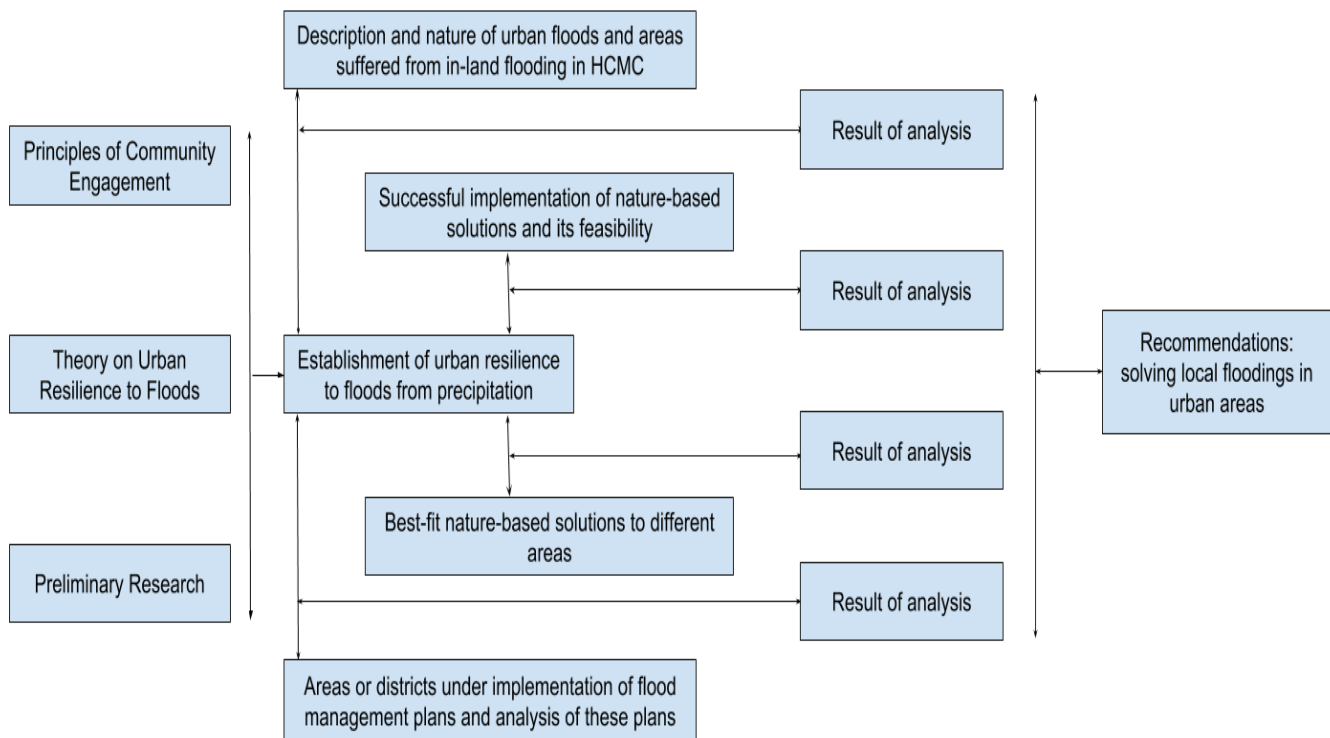 Description and nature of urban floods and areas
suffered from in-land flooding in HCMC
Result of analysis
Principles of Community
Engagement
Successful implementation of nature-based
solutions and its feasibility
Result of analysis
Theory on Urban
Resilience to Floods
Establishment of urban resilience
to floods from precipitation
Recommendations:
solving local floodings in
urban areas
Result of analysis
Best-fit nature-based solutions to different
areas
Preliminary Research
Result of analysis
Areas or districts under implementation of flood
management plans and analysis of these plans